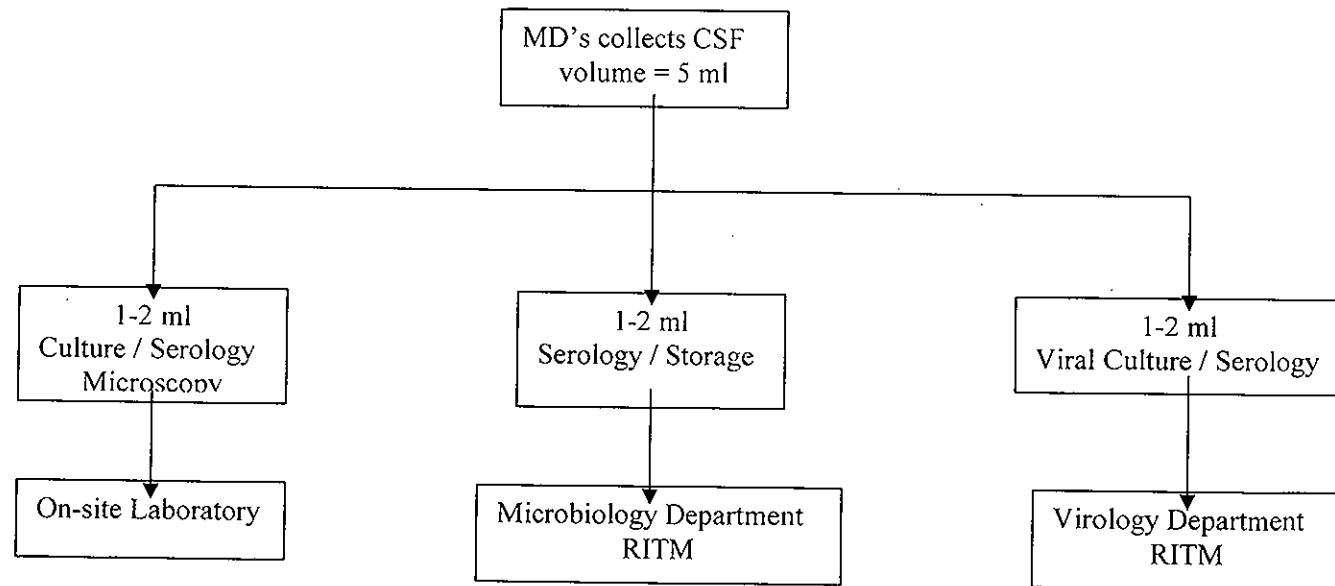 MD's collects CSF
volume = 5 ml
1-2 ml
Culture / Serology
Microscopy
1-2 ml
Serology / Storage
1-2 ml
Viral Culture / Serology
On-site Laboratory
Microbiology Department
RITM
Virology Department
RITM